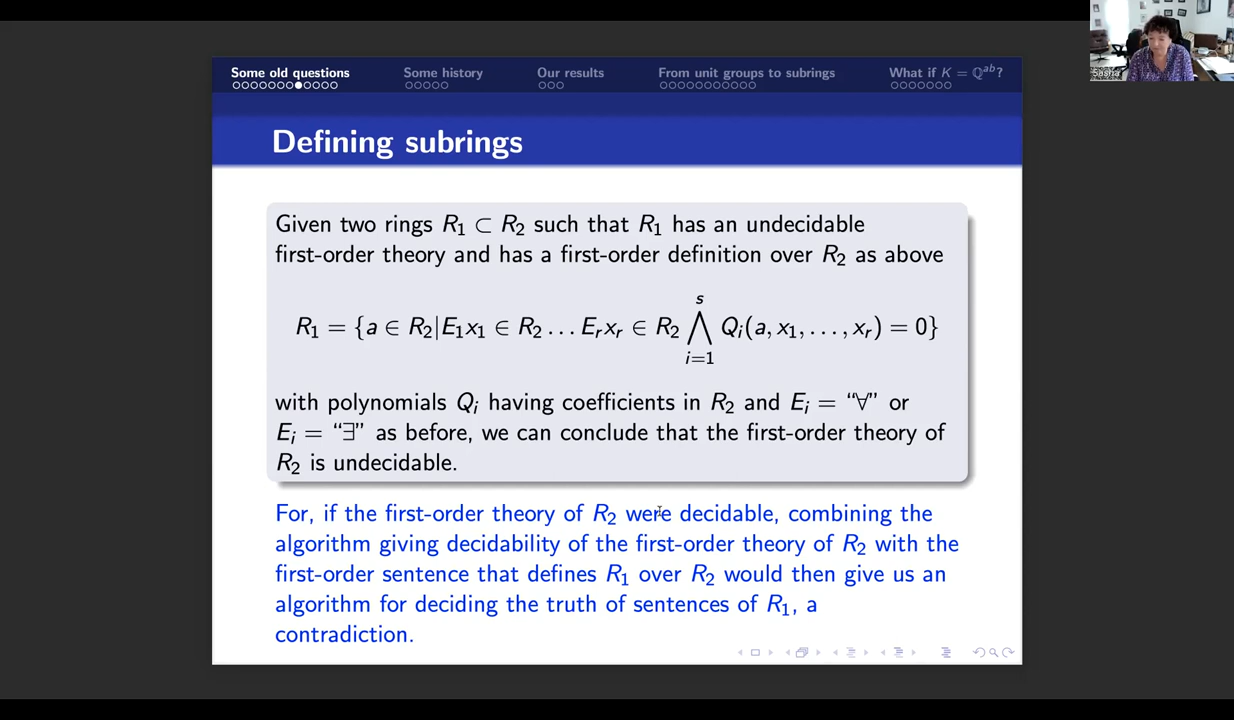 Some old questions
Some history
Our results
From unit groups to subrings
What if K = ℚ^{ab}?
Defining subrings
Given two rings R₁ ⊂ R₂ such that R₁ has an undecidable
first-order theory and has a first-order definition over R₂ as above
R₁ = {a ∈ R₂|E₁x₁ ∈ R₂ . . . Eᵣxᵣ ∈ R₂ ⋀_{i=1}^{s} Qᵢ(a, x₁, . . . , xᵣ) = 0}
with polynomials Qᵢ having coefficients in R₂ and Eᵢ = “∀” or
Eᵢ = “∃” as before, we can conclude that the first-order theory of
R₂ is undecidable.
For, if the first-order theory of R₂ were decidable, combining the
algorithm giving decidability of the first-order theory of R₂ with the
first-order sentence that defines R₁ over R₂ would then give us an
algorithm for deciding the truth of sentences of R₁, a
contradiction.
Sasha